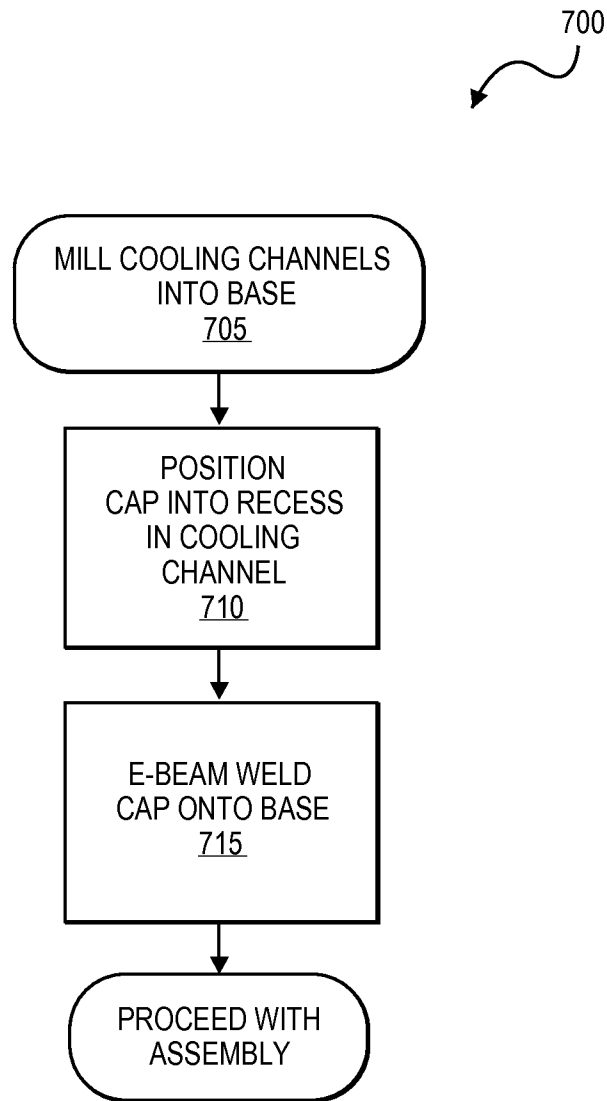 700
MILL COOLING CHANNELS
INTO BASE
705
POSITION
CAP INTO RECESS
IN COOLING
CHANNEL
710
E-BEAM WELD
CAP ONTO BASE
715
PROCEED WITH
ASSEMBLY